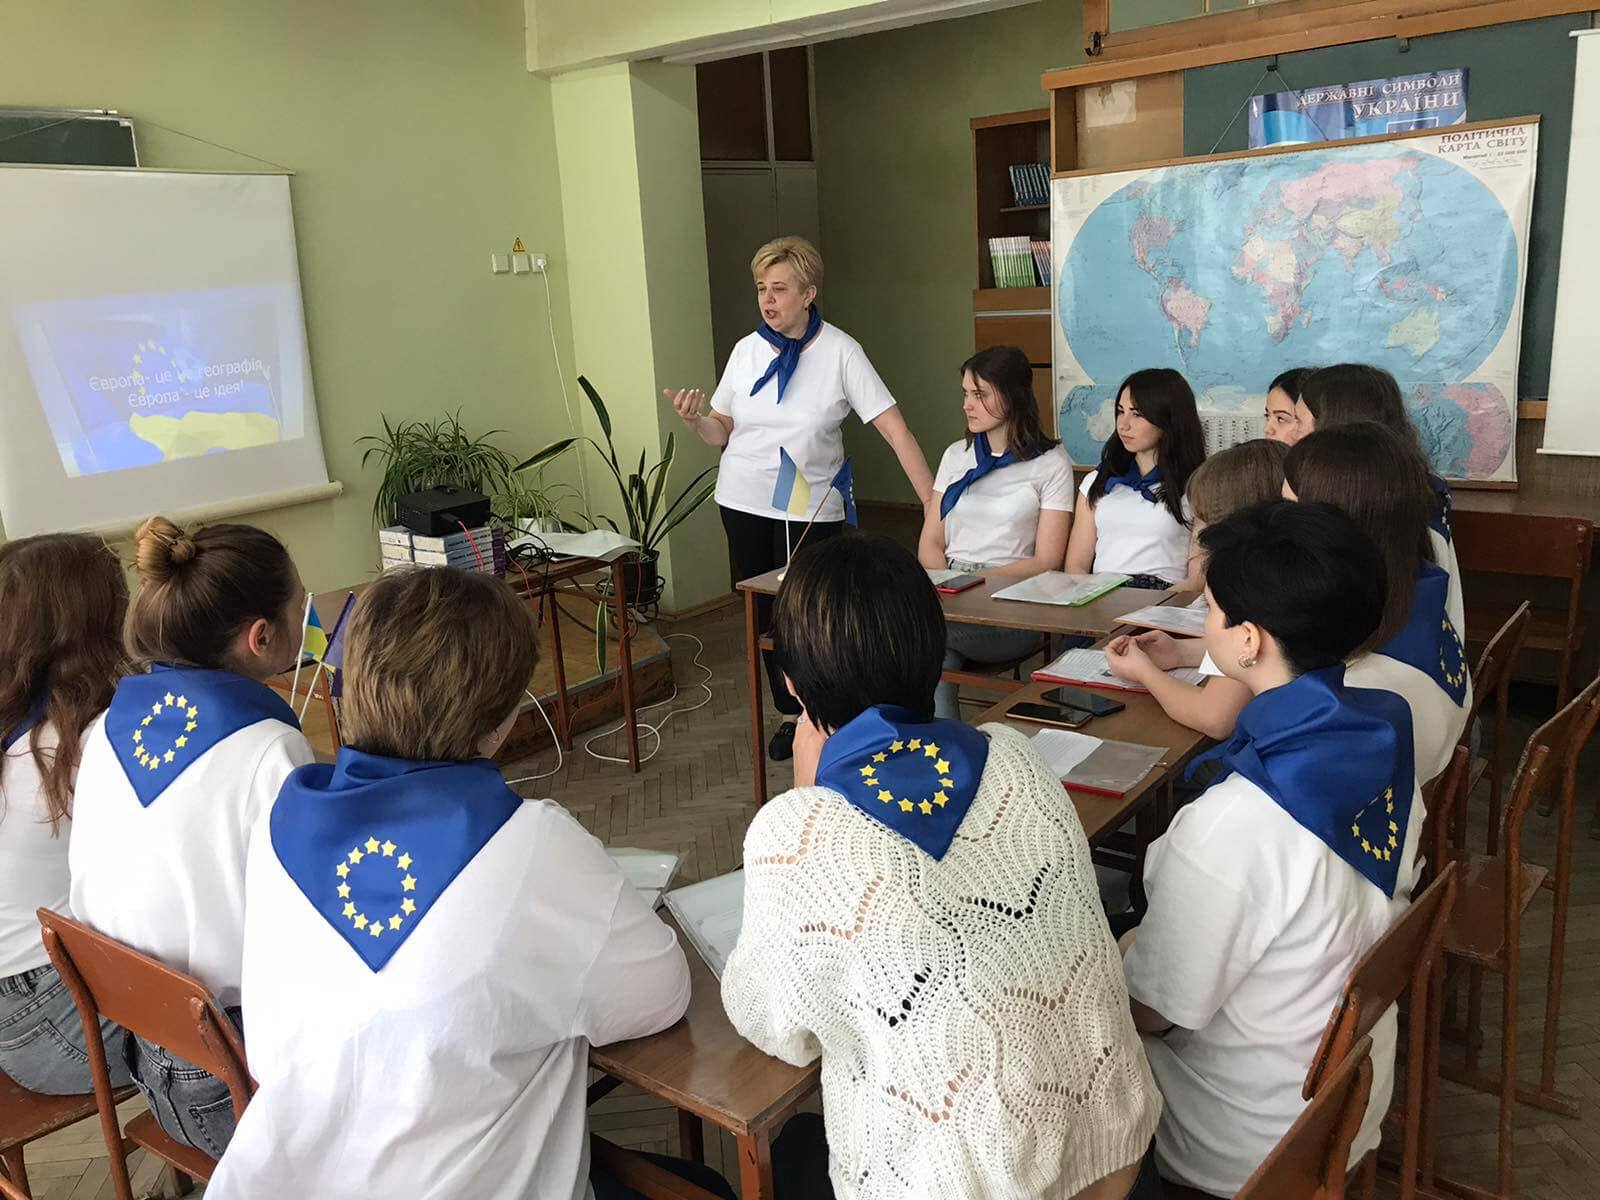 Європа- це не географія,
Європа - це ідея!
ДЕРЖАВНІ СИМВОЛИ
УКРАЇНИ
ПОЛІТИЧНА
КАРТА СВІТУ